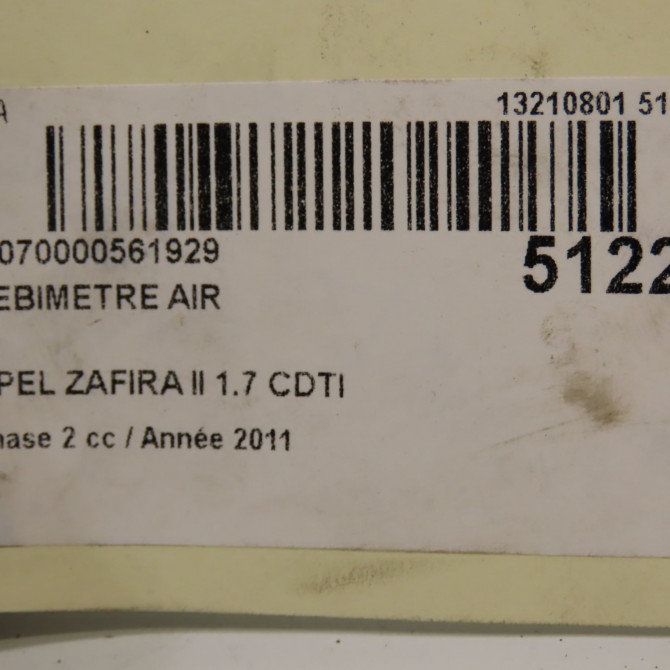 A
13210801 51
070000561929
5122
EBIMETRE AIR
PEL ZAFIRA II 1.7 CDTI
hase 2 cc / Année 2011